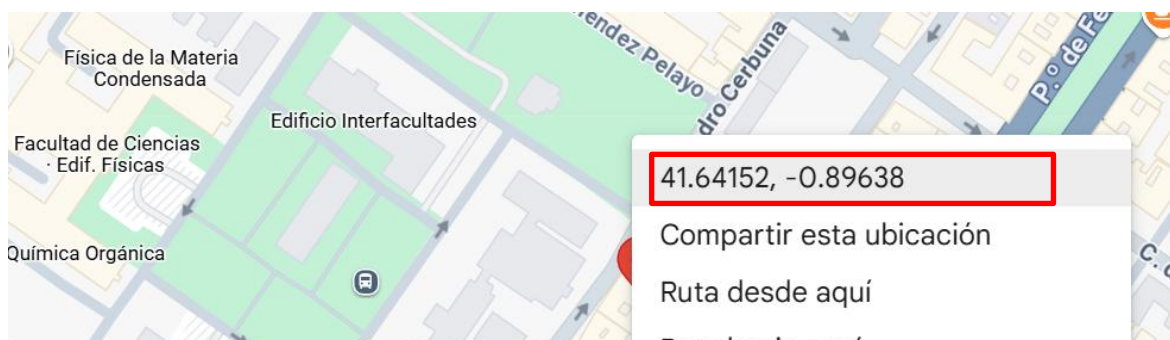 Física de la Materia
Condensada
Edificio Interfacultades
Facultad de Ciencias
· Edif. Físicas
Química Orgánica
endez Pelayo
dro Cerbuna
P.º de Fe
C. d
41.64152, -0.89638
Compartir esta ubicación
Ruta desde aquí